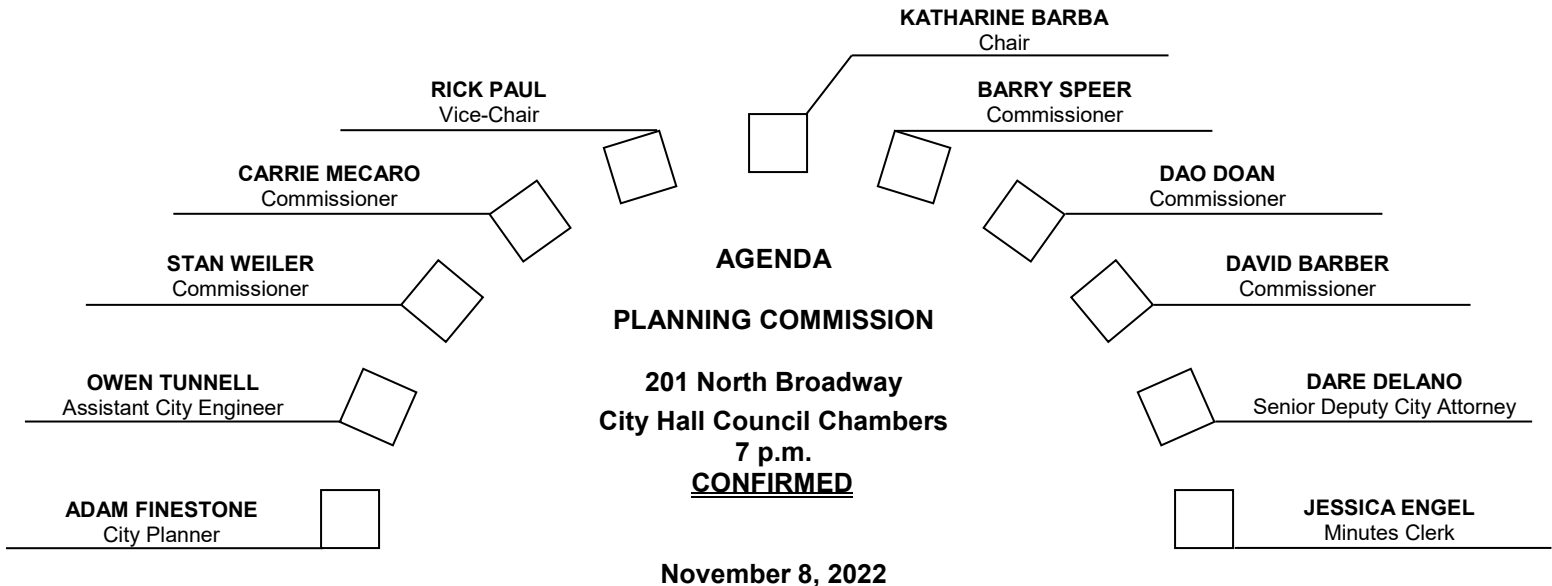 KATHARINE BARBA
Chair
RICK PAUL
Vice-Chair
BARRY SPEER
Commissioner
CARRIE MECARO
Commissioner
DAO DOAN
Commissioner
STAN WEILER
Commissioner
DAVID BARBER
Commissioner
OWEN TUNNELL
Assistant City Engineer
DARE DELANO
Senior Deputy City Attorney
ADAM FINESTONE
City Planner
JESSICA ENGEL
Minutes Clerk
AGENDA
PLANNING COMMISSION
201 North Broadway
City Hall Council Chambers
7 p.m.
CONFIRMED
November 8, 2022